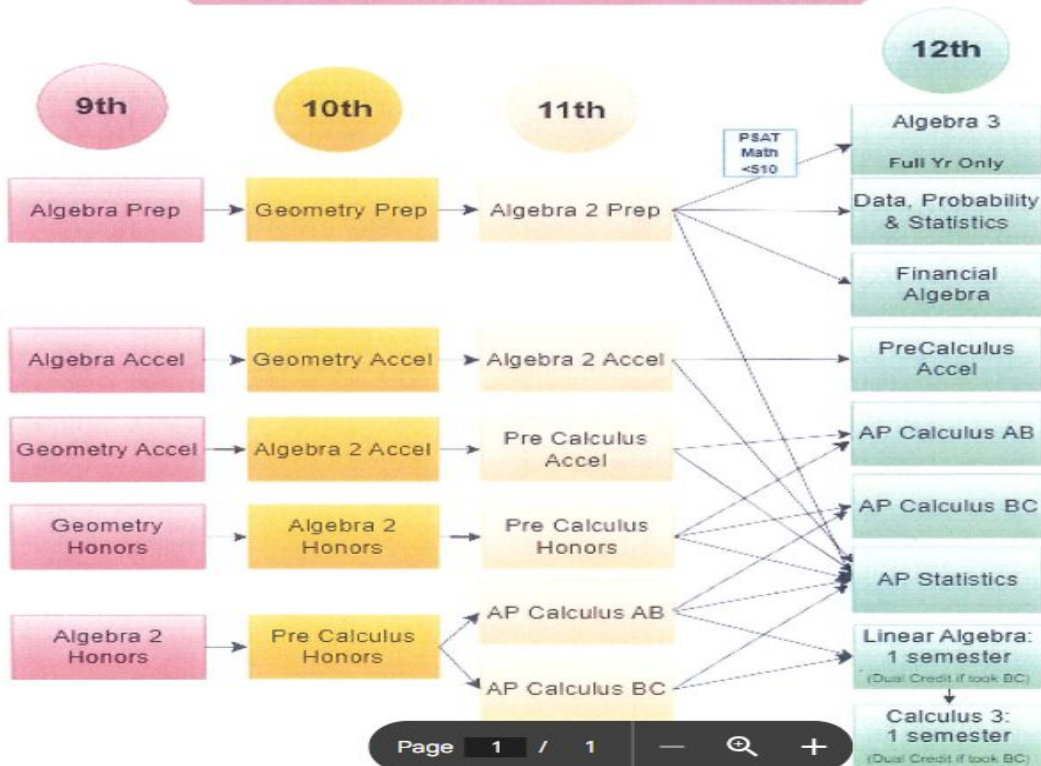 12th
9th
10th
11th
PSAT
Math
<510
Algebra 3
Full Yr Only
Algebra Prep
Geometry Prep
Algebra 2 Prep
Data, Probability
& Statistics
Financial
Algebra
Algebra Accel
Geometry Accel
Algebra 2 Accel
PreCalculus
Accel
Geometry Accel
Algebra 2 Accel
Pre Calculus
Accel
AP Calculus AB
Geometry
Honors
Algebra 2
Honors
Pre Calculus
Honors
AP Calculus BC
AP Statistics
Algebra 2
Honors
Pre Calculus
Honors
AP Calculus AB
AP Calculus BC
Linear Algebra:
1 semester
(Dual Credit if took BC)
Calculus 3:
1 semester
(Dual Credit if took BC)
Page 1 / 1